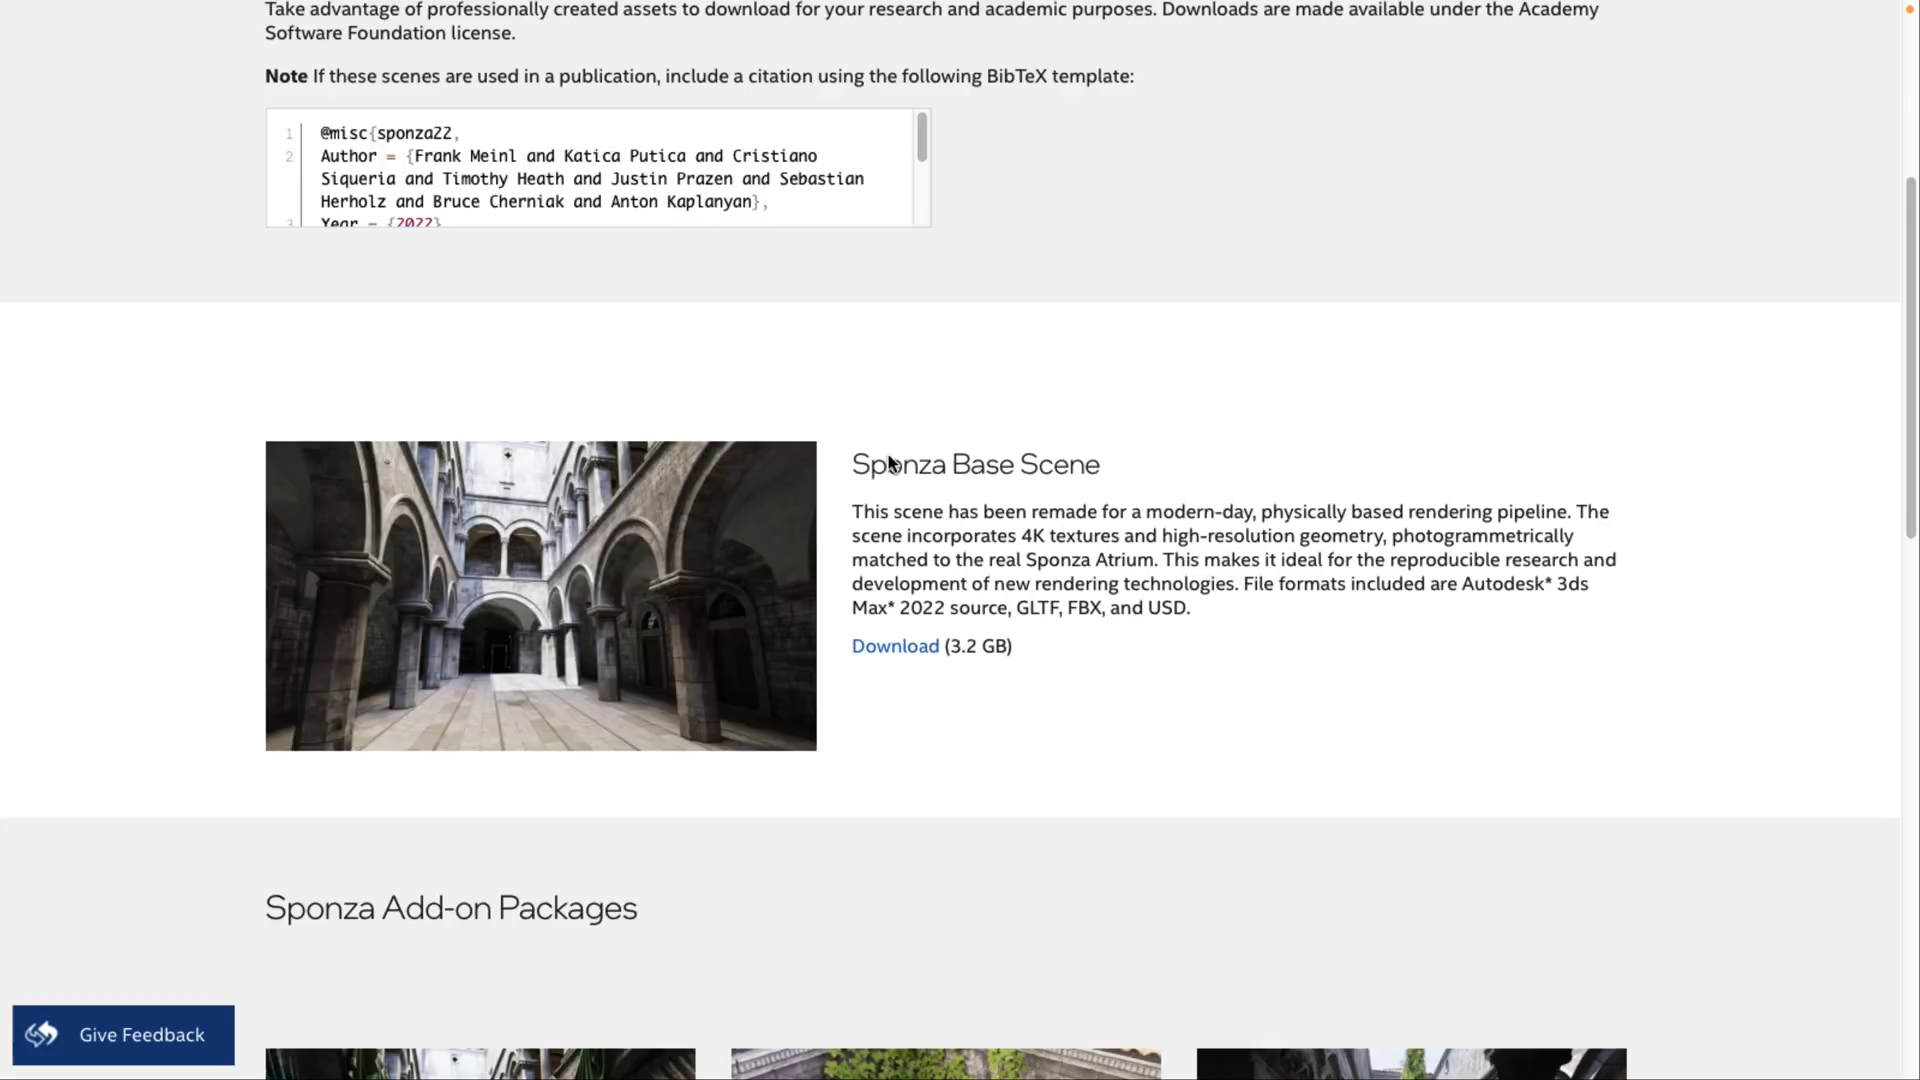 Take advantage of professionally created assets to download for your research and academic purposes. Downloads are made available under the Academy
Software Foundation license.
Note If these scenes are used in a publication, include a citation using the following BibTeX template:
1 @misc{sponza22,
2 Author = {Frank Meinl and Katica Putica and Cristiano
Siqueria and Timothy Heath and Justin Prazen and Sebastian
Herholz and Bruce Cherniak and Anton Kaplanyan},
3 Year = {2022}
Sponza Base Scene
This scene has been remade for a modern-day, physically based rendering pipeline. The
scene incorporates 4K textures and high-resolution geometry, photogrammetrically
matched to the real Sponza Atrium. This makes it ideal for the reproducible research and
development of new rendering technologies. File formats included are Autodesk* 3ds
Max* 2022 source, GLTF, FBX, and USD.
Download (3.2 GB)
Sponza Add-on Packages
Give Feedback